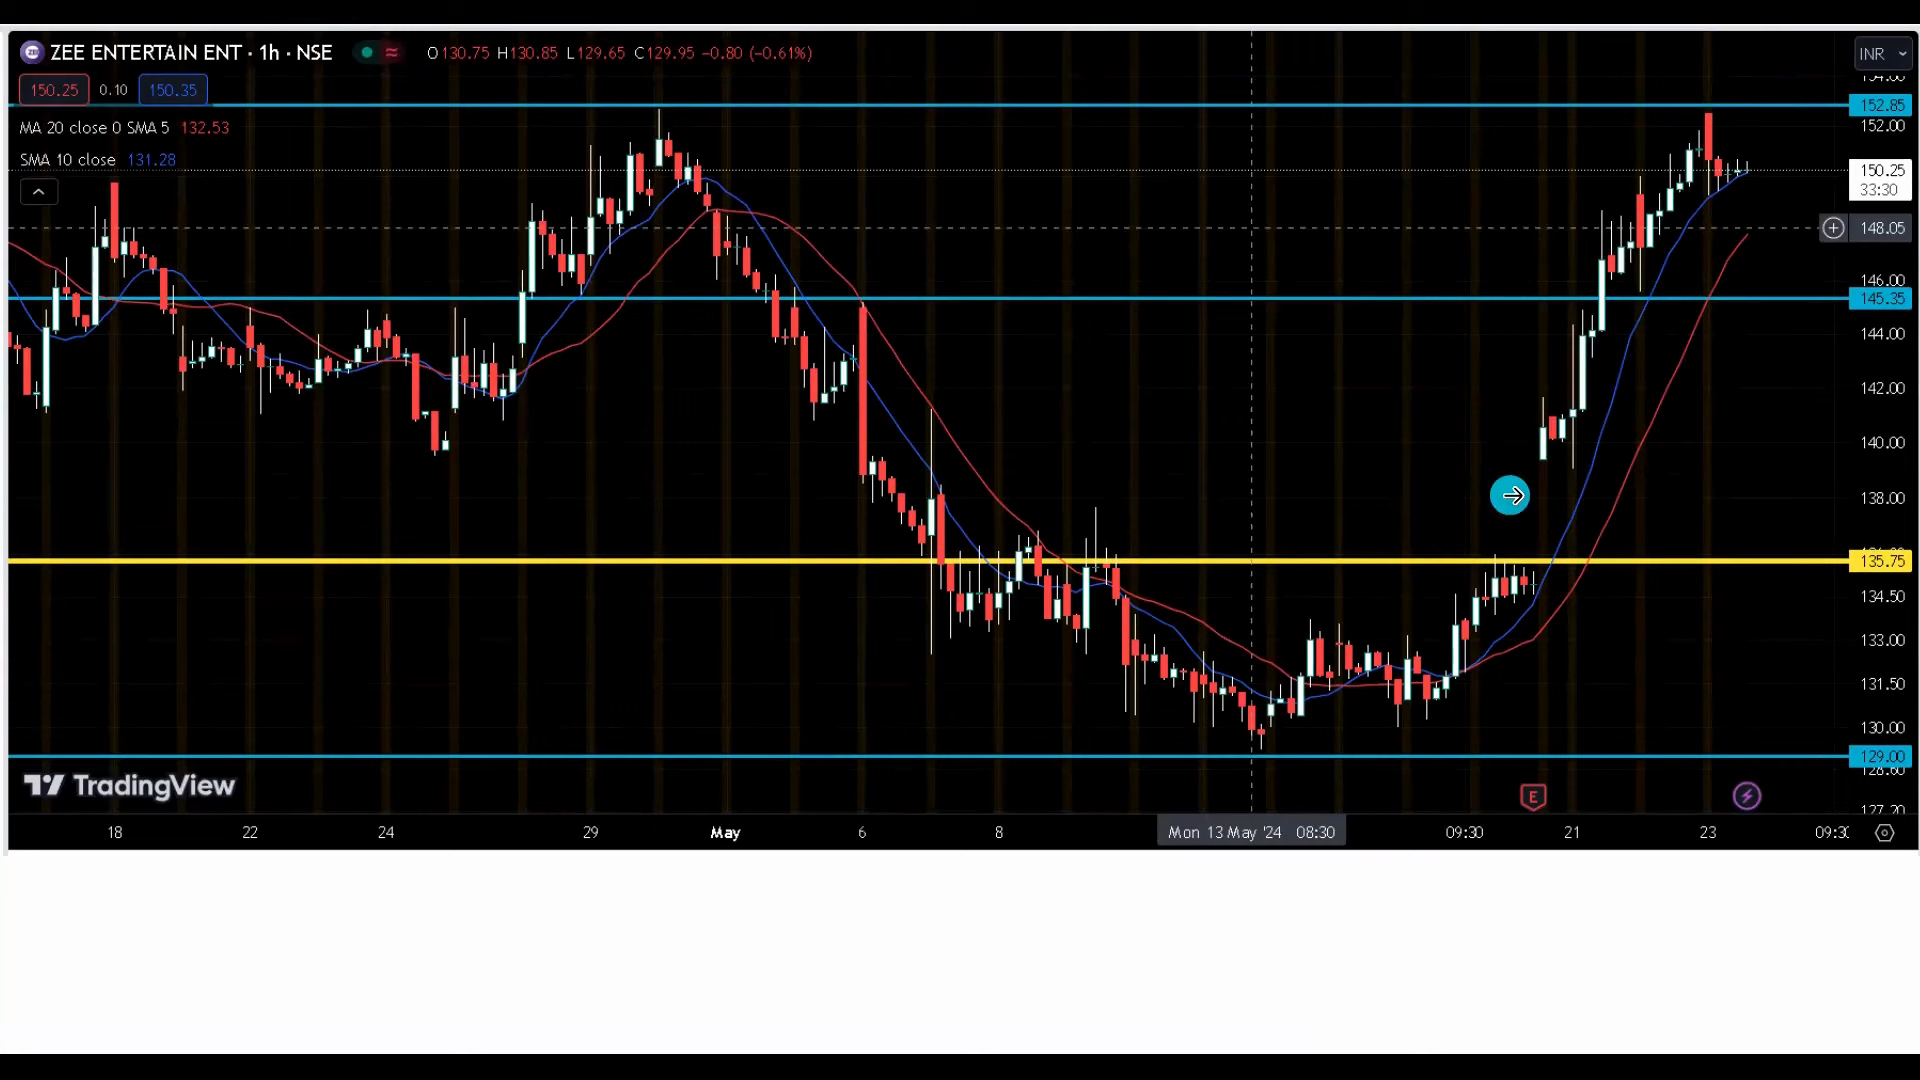 ZEE ENTERTAIN ENT · 1h · NSE
O130.75 H130.85 L129.65 C129.95 −0.80 (−0.61%)
INR
150.25 0.10 150.35
152.85
MA 20 close 0 SMA 5 132.53
152.00
SMA 10 close 131.28
150.25
33:30
148.05
146.00
145.35
144.00
142.00
140.00
138.00
135.75
134.50
133.00
131.50
130.00
129.00
TradingView
E
127.20
18 22 24 29 May 6 8 Mon 13 May '24 08:30 09:30 21 23